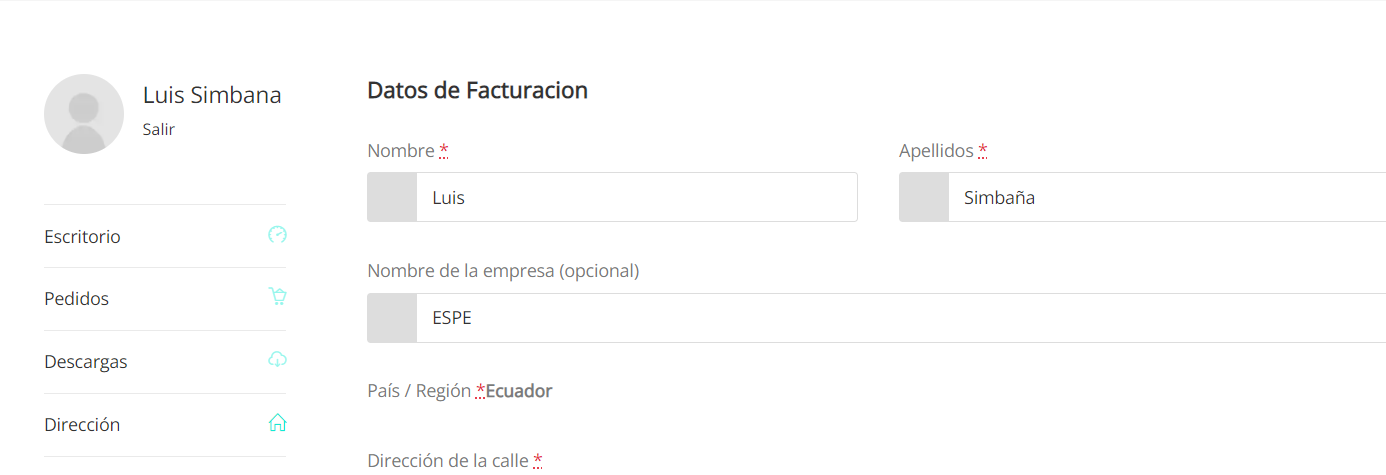 Luis Simbana
Salir
Escritorio
Pedidos
Descargas
Dirección
Datos de Facturacion
Nombre *
Apellidos *
Luis
Simbaña
Nombre de la empresa (opcional)
ESPE
País / Región *Ecuador
Dirección de la calle *